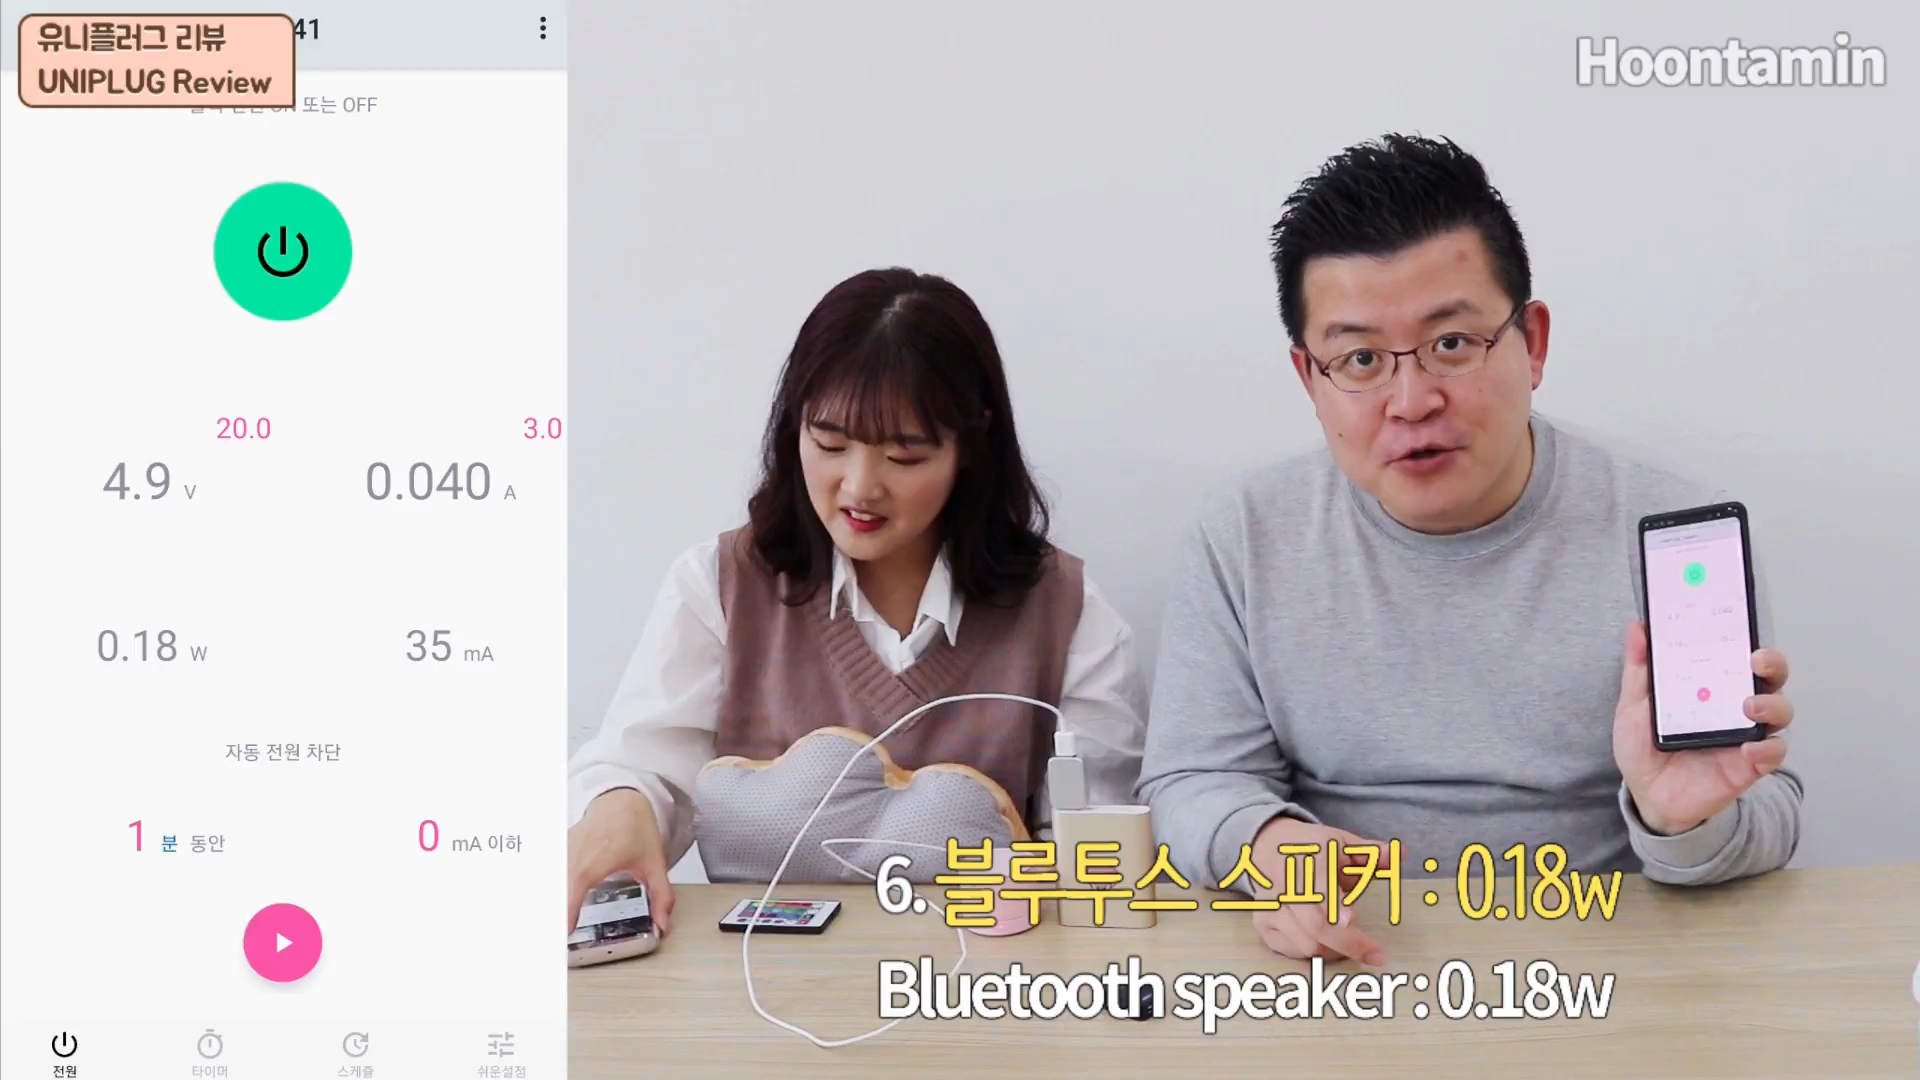 유니플러그 리뷰
UNIPLUG Review
41
Hoontamin
또는 OFF
20.0
3.0
4.9 V
0.040 A
0.18 W
35 mA
자동 전원 차단
1 분 동안
0 mA 이하
6. 블루투스 스피커 : 0.18w
Bluetooth speaker : 0.18w
전원
타이머
스케줄
쉬운설정